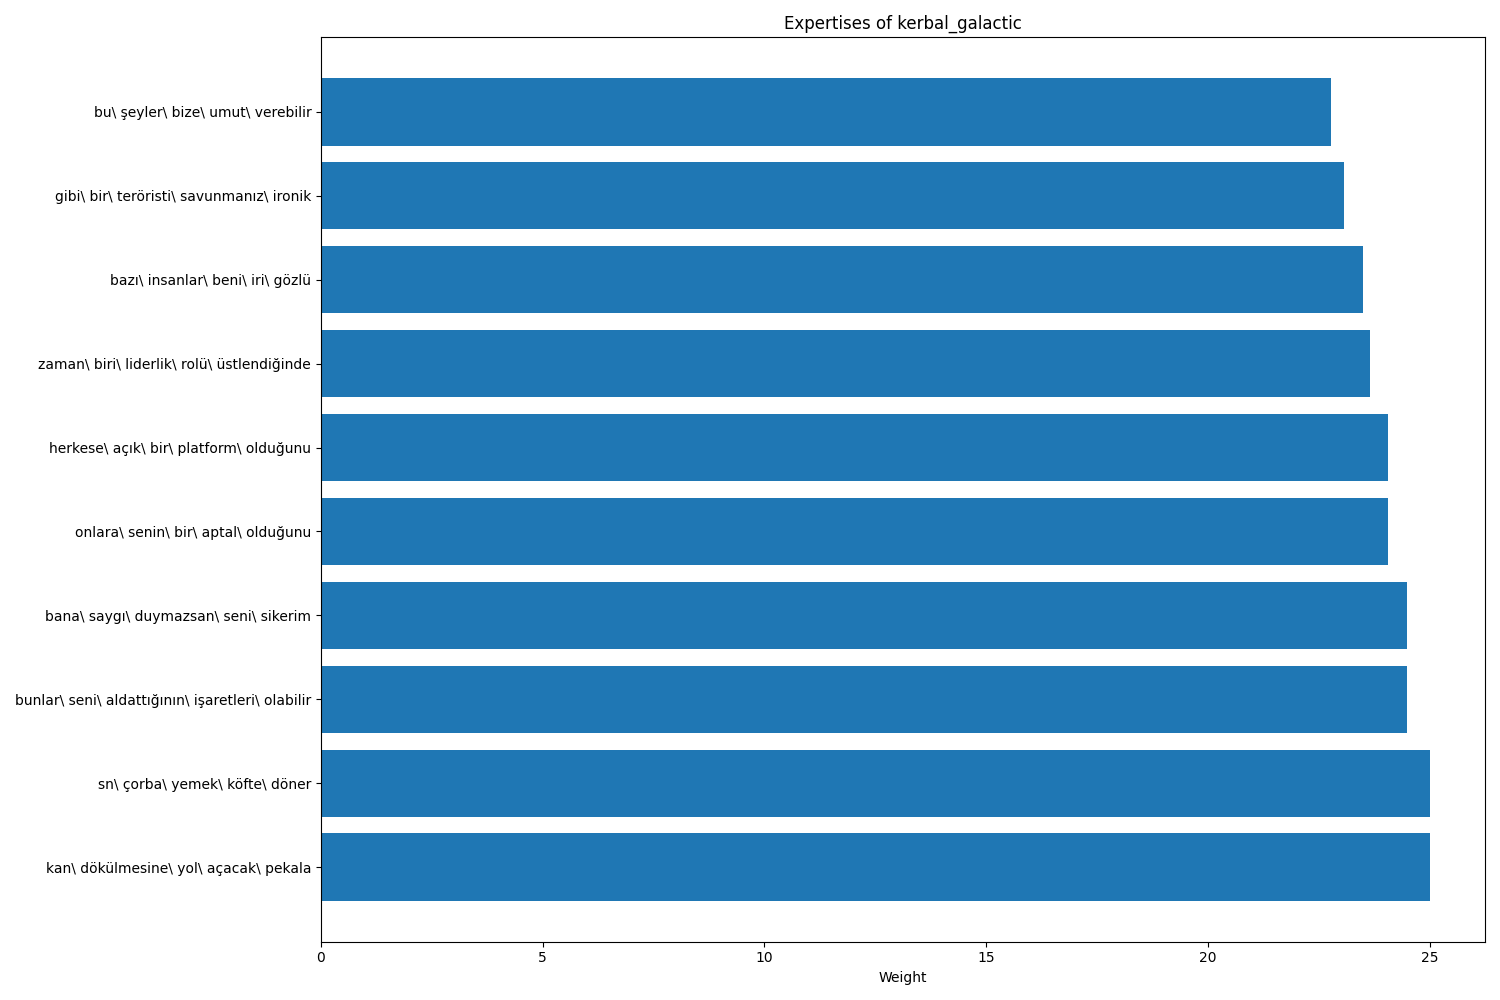 Expertises of kerbal_galactic
bu\ şeyler\ bize\ umut\ verebilir
gibi\ bir\ teröristi\ savunmanız\ ironik
bazı\ insanlar\ beni\ iri\ gözlü
zaman\ biri\ liderlik\ rolü\ üstlendiğinde
herkese\ açık\ bir\ platform\ olduğunu
onlara\ senin\ bir\ aptal\ olduğunu
bana\ saygı\ duymazsan\ seni\ sikerim
bunlar\ seni\ aldattığının\ işaretleri\ olabilir
sn\ çorba\ yemek\ köfte\ döner
kan\ dökülmesine\ yol\ açacak\ pekala
0 5 10 15 20 25
Weight